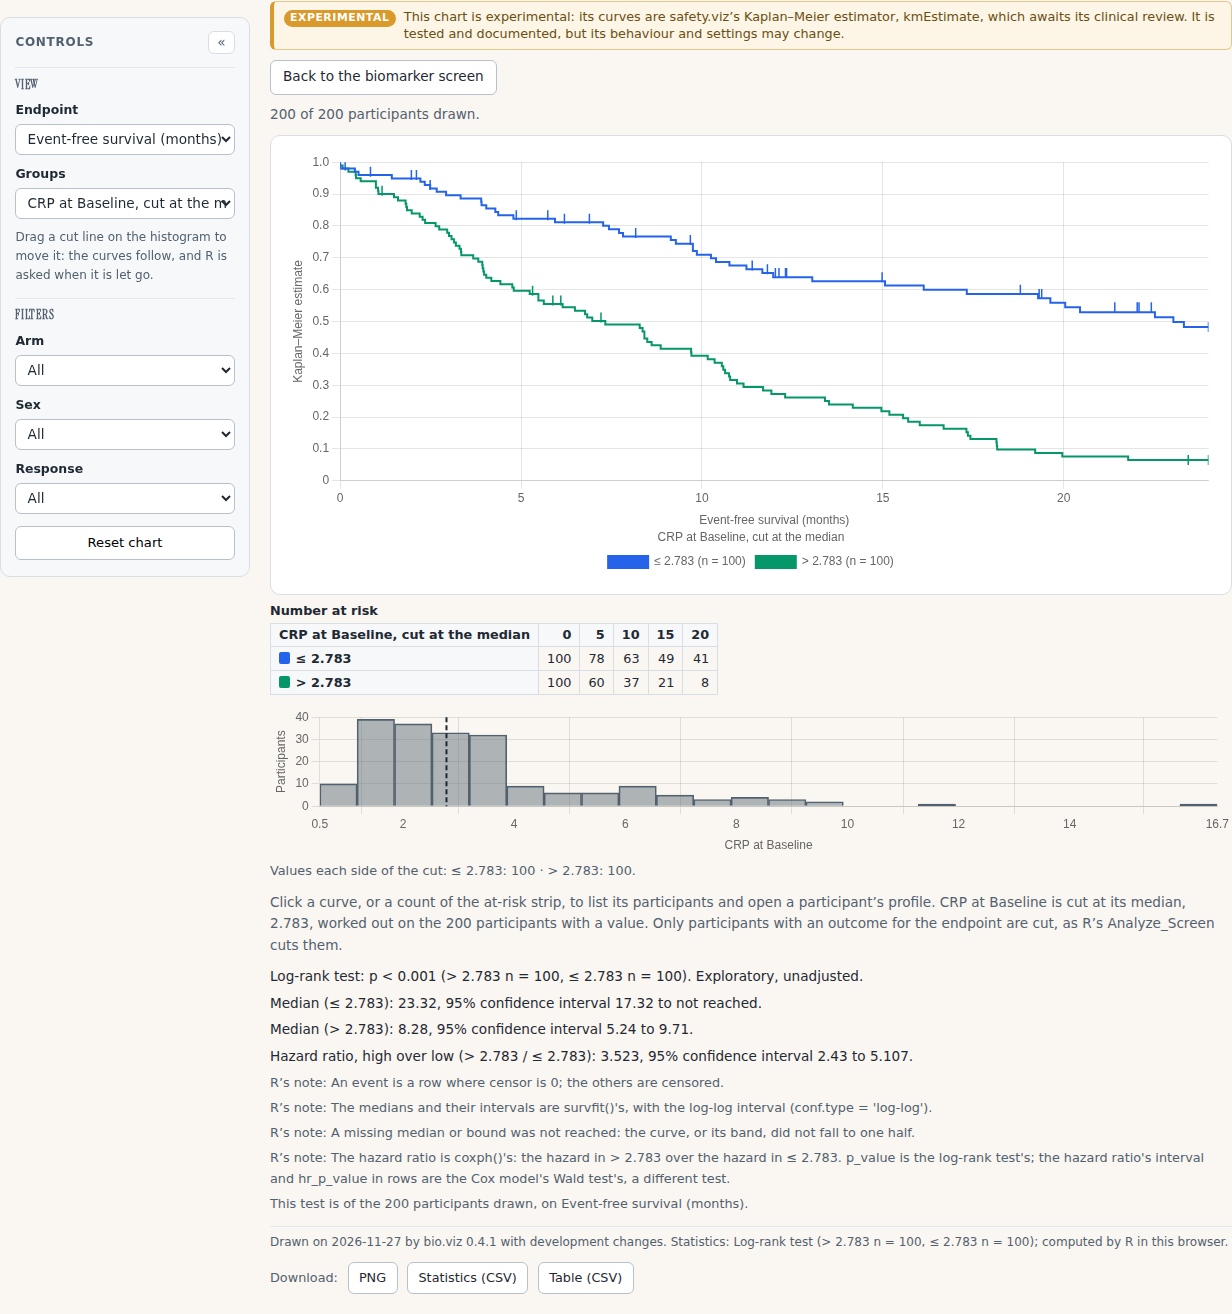 CONTROLS
«
VIEW
Endpoint
Event-free survival (months)
Groups
CRP at Baseline, cut at the m
Drag a cut line on the histogram to
move it: the curves follow, and R is
asked when it is let go.
FILTERS
Arm
All
Sex
All
Response
All
Reset chart
EXPERIMENTAL This chart is experimental: its curves are safety.viz’s Kaplan–Meier estimator, kmEstimate, which awaits its clinical review. It is
tested and documented, but its behaviour and settings may change.
Back to the biomarker screen
200 of 200 participants drawn.
Kaplan–Meier estimate
1.0
0.9
0.8
0.7
0.6
0.5
0.4
0.3
0.2
0.1
0
0 5 10 15 20
Event-free survival (months)
CRP at Baseline, cut at the median
≤ 2.783 (n = 100) > 2.783 (n = 100)
Number at risk
CRP at Baseline, cut at the median 0 5 10 15 20
≤ 2.783 100 78 63 49 41
> 2.783 100 60 37 21 8
Participants
40
30
20
10
0
0.5 2 4 6 8 10 12 14 16.7
CRP at Baseline
Values each side of the cut: ≤ 2.783: 100 · > 2.783: 100.
Click a curve, or a count of the at-risk strip, to list its participants and open a participant’s profile. CRP at Baseline is cut at its median,
2.783, worked out on the 200 participants with a value. Only participants with an outcome for the endpoint are cut, as R’s Analyze_Screen
cuts them.
Log-rank test: p < 0.001 (> 2.783 n = 100, ≤ 2.783 n = 100). Exploratory, unadjusted.
Median (≤ 2.783): 23.32, 95% confidence interval 17.32 to not reached.
Median (> 2.783): 8.28, 95% confidence interval 5.24 to 9.71.
Hazard ratio, high over low (> 2.783 / ≤ 2.783): 3.523, 95% confidence interval 2.43 to 5.107.
R’s note: An event is a row where censor is 0; the others are censored.
R’s note: The medians and their intervals are survfit()'s, with the log-log interval (conf.type = 'log-log').
R’s note: A missing median or bound was not reached: the curve, or its band, did not fall to one half.
R’s note: The hazard ratio is coxph()'s: the hazard in > 2.783 over the hazard in ≤ 2.783. p_value is the log-rank test's; the hazard ratio's interval
and hr_p_value in rows are the Cox model's Wald test's, a different test.
This test is of the 200 participants drawn, on Event-free survival (months).
Drawn on 2026-11-27 by bio.viz 0.4.1 with development changes. Statistics: Log-rank test (> 2.783 n = 100, ≤ 2.783 n = 100); computed by R in this browser.
Download: PNG Statistics (CSV) Table (CSV)